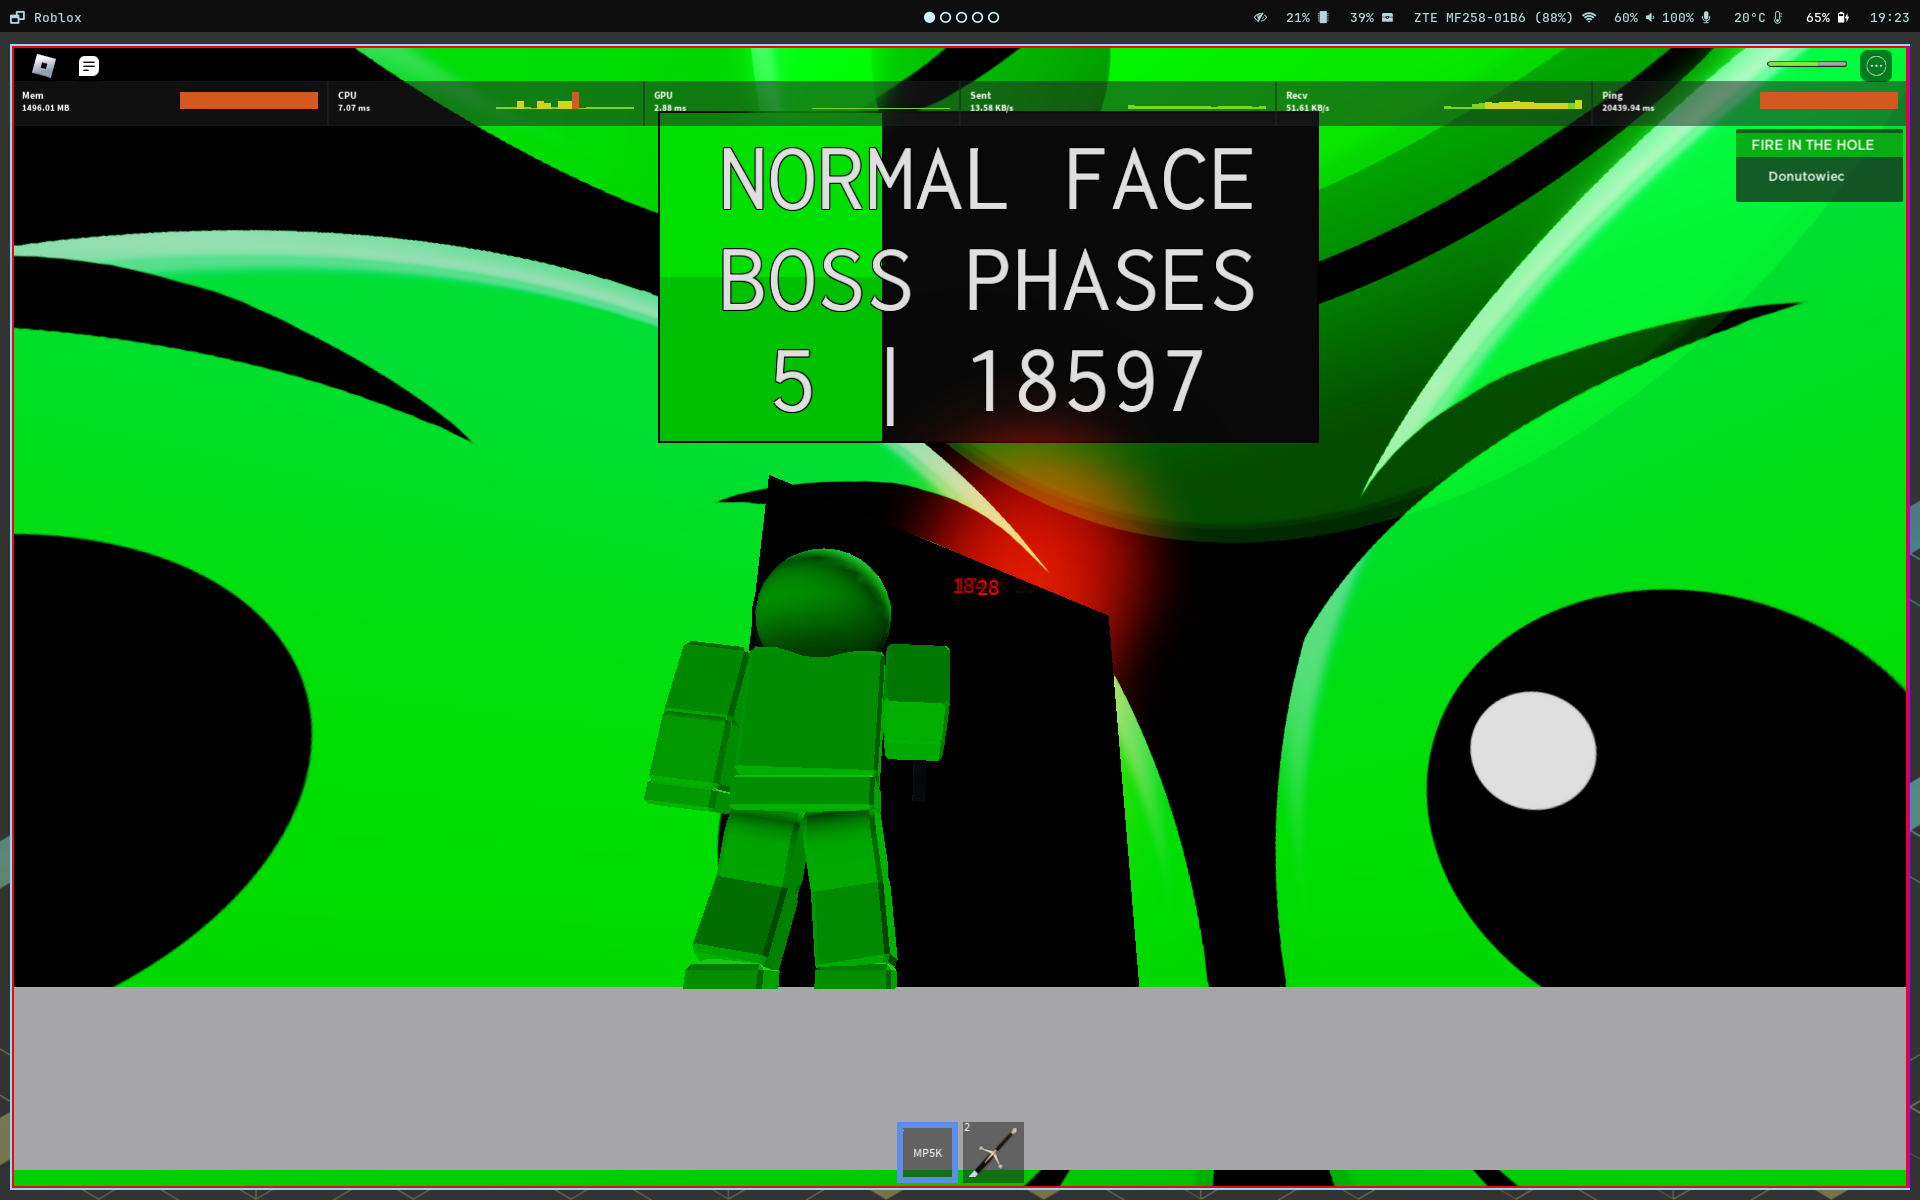 Roblox
21%
39%
ZTE MF258-01B6 (88%)
60%
100%
20°C
65%
19:23
Mem
1496.01 MB
CPU
7.07 ms
GPU
2.88 ms
Sent
13.58 KB/s
Recv
51.61 KB/s
Ping
20439.94 ms
NORMAL FACE
BOSS PHASES
5 | 18597
FIRE IN THE HOLE
Donutowiec
MP5K
2